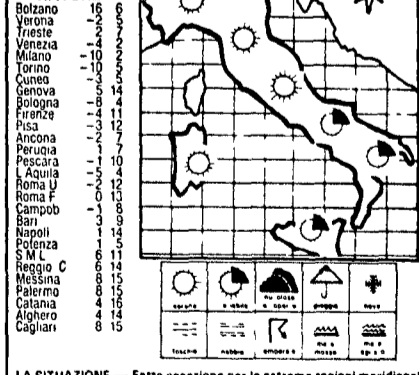 Bolzano 16 6
Verona -2 5
Trieste 2 7
Venezia -4 2
Milano -10 2
Torino -10 5
Cuneo -3 5
Genova 5 14
Bologna -8 4
Firenze -4 11
Pisa -3 12
Ancona -2 7
Perugia 1 7
Pescara -1 10
L Aquila -5 4
Roma U -2 12
Roma F 0 13
Campob -1 8
Bari 3 9
Napoli 1 14
Potenza 1 5
S M L 6 11
Reggio C 6 14
Messina 8 15
Palermo 8 15
Catania 4 16
Alghero 4 14
Cagliari 8 15
sereno variabile pioggia neve
foschia nebbia
LA SITUAZIONE — Fatta eccezione per le estreme regioni meridion